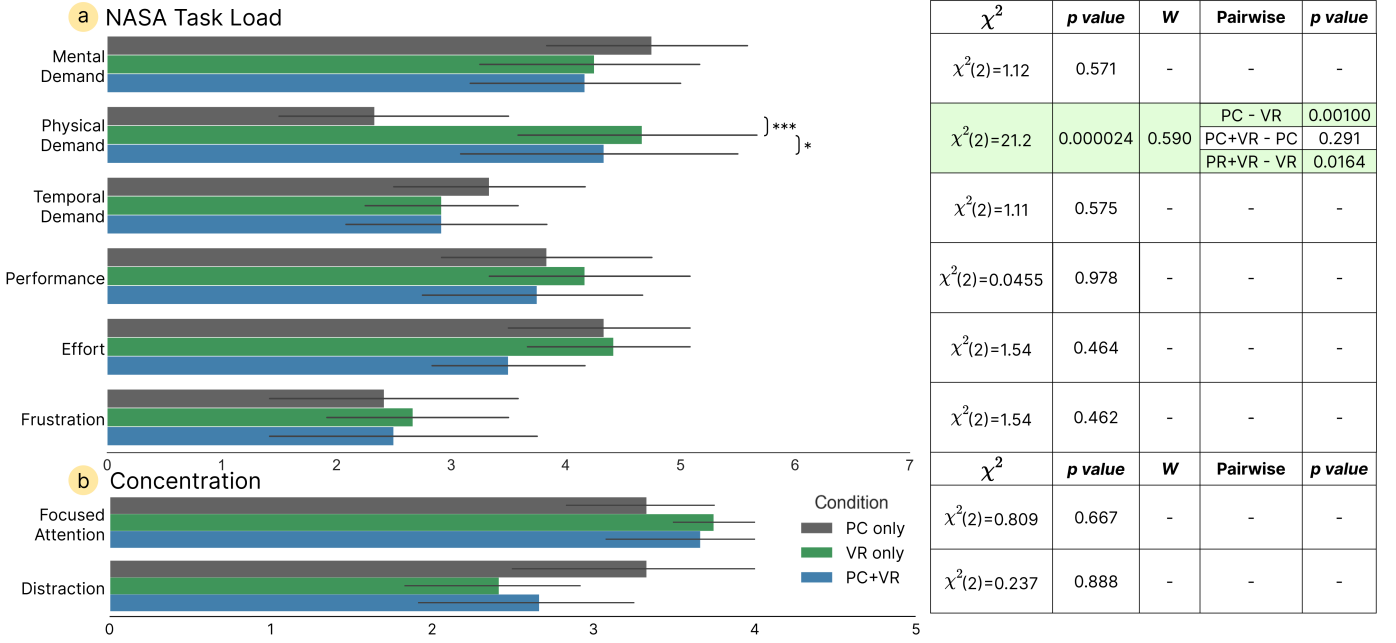 a NASA Task Load
Mental
Demand
Physical
Demand
***
*
Temporal
Demand
Performance
Effort
Frustration
0 1 2 3 4 5 6 7
b Concentration
Focused
Attention
Distraction
0 1 2 3 4 5
Condition
PC only
VR only
PC+VR
χ² p value W Pairwise p value
χ²(2)=1.12 0.571 - - -
χ²(2)=21.2 0.000024 0.590
PC - VR 0.00100
PC+VR - PC 0.291
PR+VR - VR 0.0164
χ²(2)=1.11 0.575 - - -
χ²(2)=0.0455 0.978 - - -
χ²(2)=1.54 0.464 - - -
χ²(2)=1.54 0.462 - - -
χ² p value W Pairwise p value
χ²(2)=0.809 0.667 - - -
χ²(2)=0.237 0.888 - - -